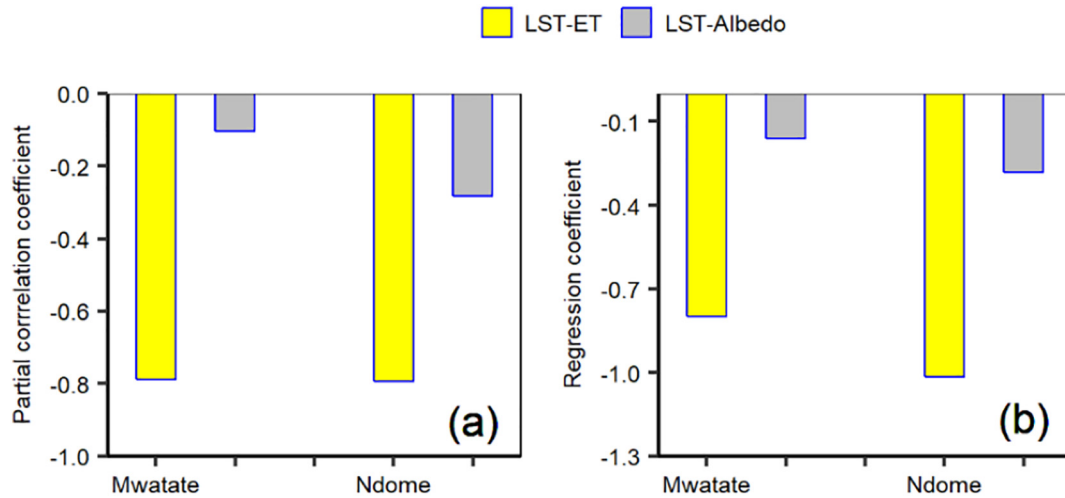 LST-ET LST-Albedo
Partial corrrelation coefficient
0.0
-0.2
-0.4
-0.6
-0.8
-1.0
Mwatate Ndome
(a)
Regression coefficient
-0.1
-0.4
-0.7
-1.0
-1.3
Mwatate Ndome
(b)